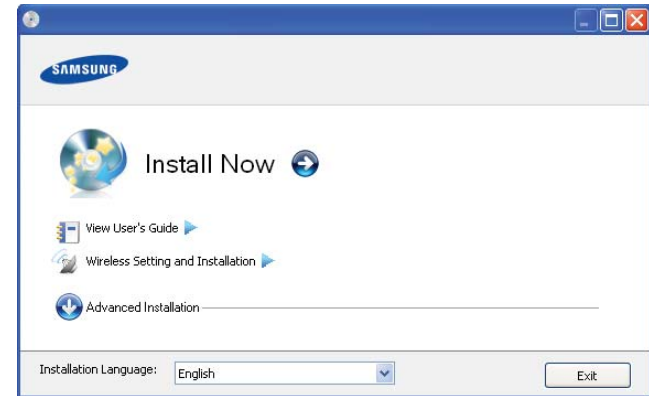 SAMSUNG
Install Now
View User's Guide
Wireless Setting and Installation
Advanced Installation
Installation Language: English
Exit